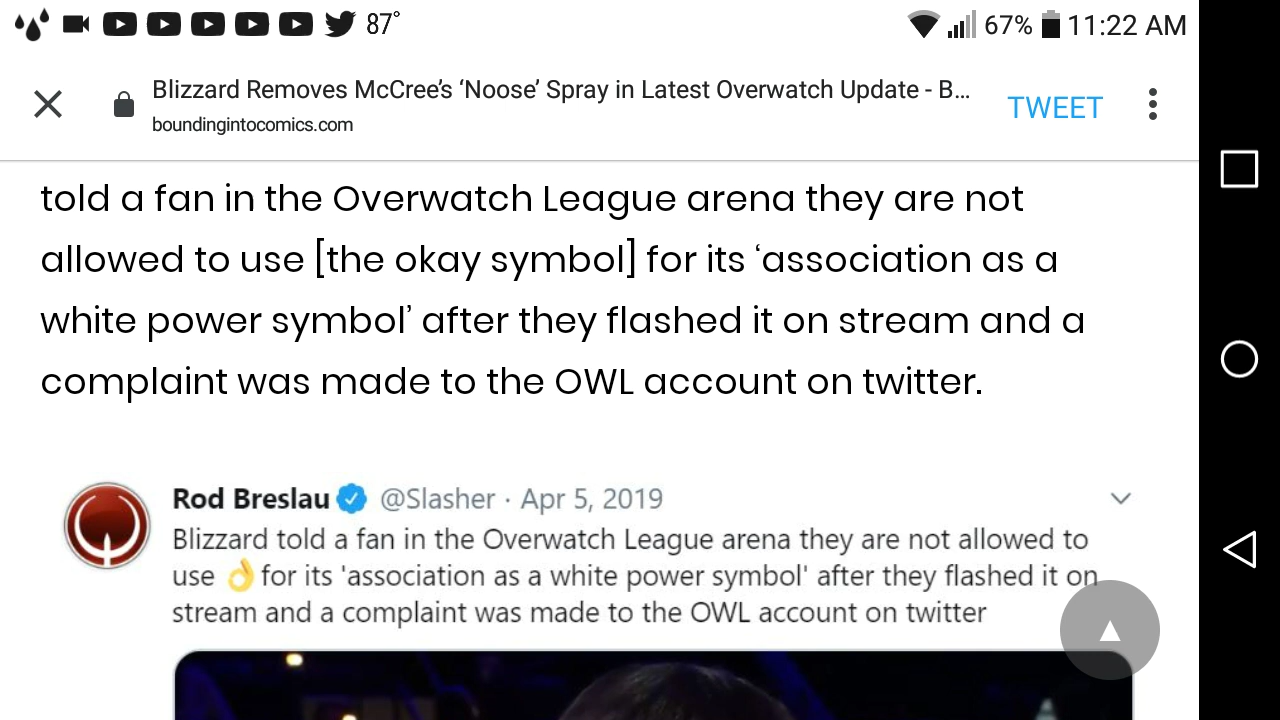 87°
67%
11:22 AM
Blizzard Removes McCree's ‘Noose’ Spray in Latest Overwatch Update - B...
boundingintocomics.com
TWEET
told a fan in the Overwatch League arena they are not
allowed to use [the okay symbol] for its ‘association as a
white power symbol’ after they flashed it on stream and a
complaint was made to the OWL account on twitter.
Rod Breslau @Slasher · Apr 5, 2019
Blizzard told a fan in the Overwatch League arena they are not allowed to
use 👌 for its 'association as a white power symbol' after they flashed it on
stream and a complaint was made to the OWL account on twitter